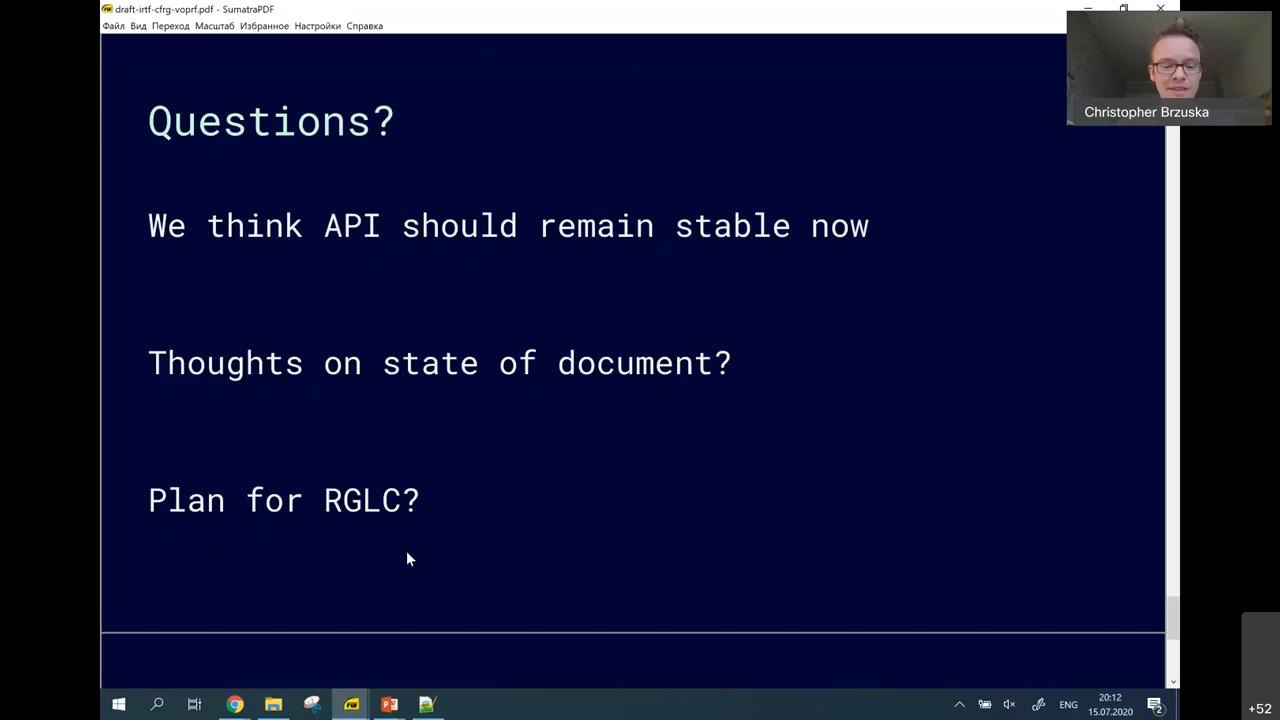 draft-irtf-cfrg-voprf.pdf - SumatraPDF
Файл Вид Переход Масштаб Избранное Настройки Справка
Christopher Brzuska
Questions?
We think API should remain stable now
Thoughts on state of document?
Plan for RGLC?
ENG
20:12
15.07.2020
2
+52